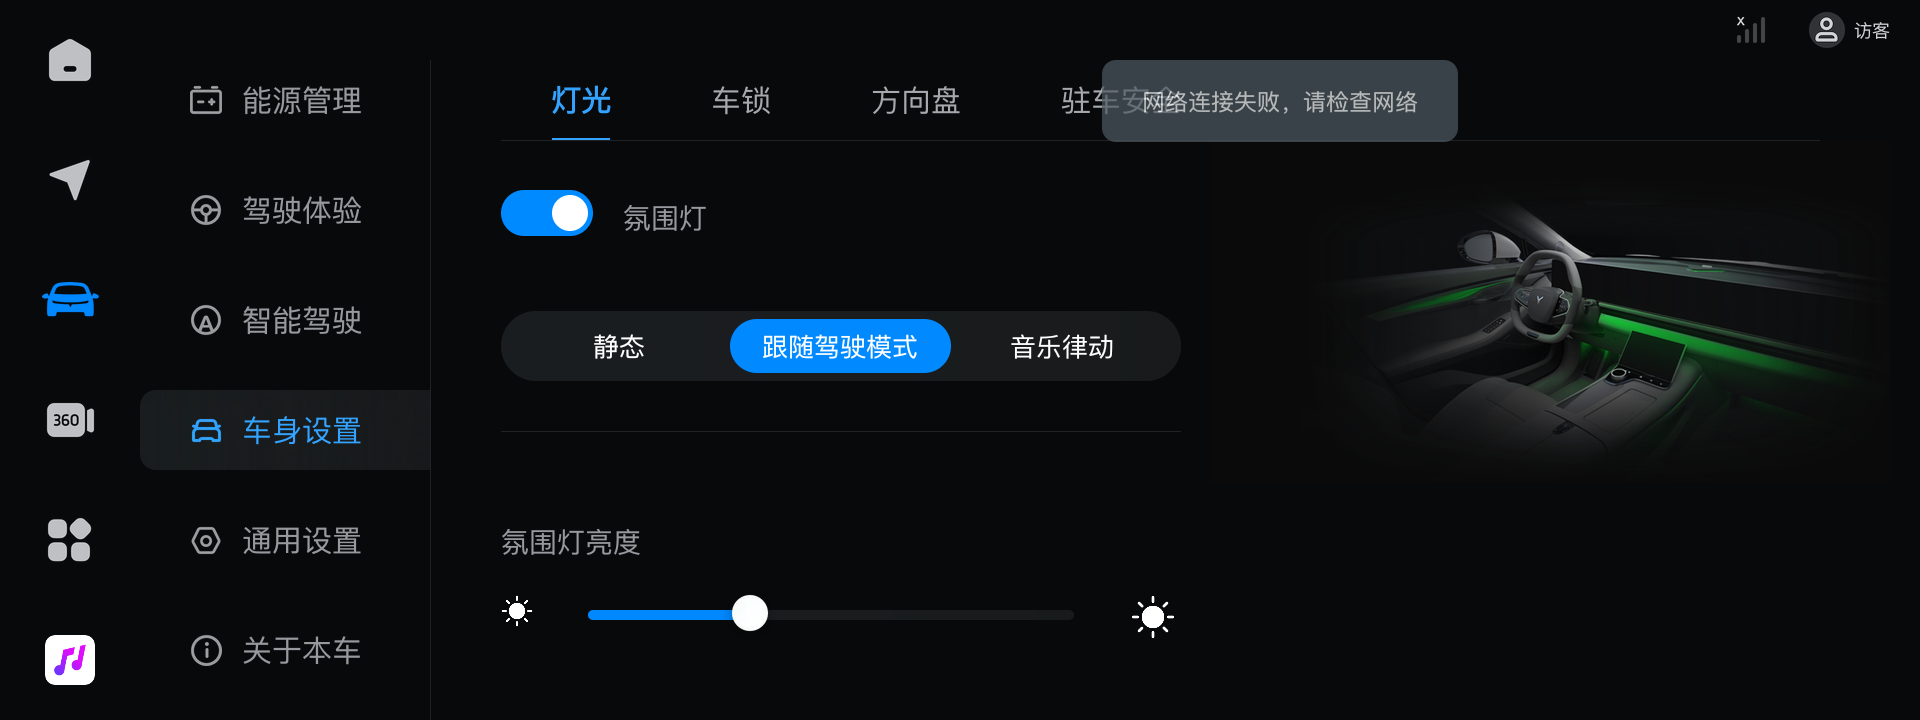 x
访客
能源管理
驾驶体验
智能驾驶
360
车身设置
通用设置
关于本车
灯光
车锁
方向盘
驻车安全
网络连接失败，请检查网络
氛围灯
静态
跟随驾驶模式
音乐律动
氛围灯亮度